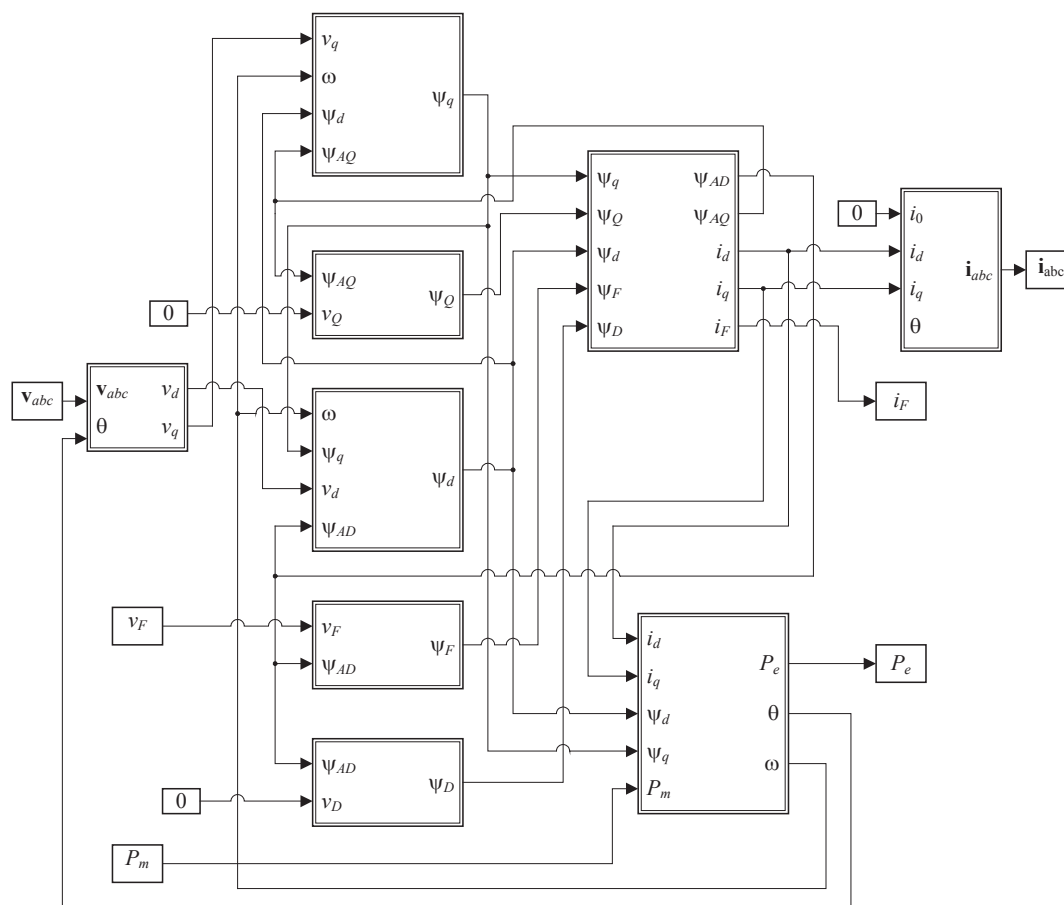 v_q
ω
ψ_d
ψ_AQ
ψ_q
ψ_AQ
v_Q
ψ_Q
0
v_abc
v_abc
θ
v_d
v_q
ω
ψ_q
v_d
ψ_AD
ψ_d
v_F
v_F
ψ_AD
ψ_F
0
ψ_AD
v_D
ψ_D
P_m
ψ_q
ψ_Q
ψ_d
ψ_F
ψ_D
ψ_AD
ψ_AQ
i_d
i_q
i_F
0
i_0
i_d
i_q
θ
i_abc
i_abc
i_F
i_d
i_q
ψ_d
ψ_q
P_m
P_e
θ
ω
P_e